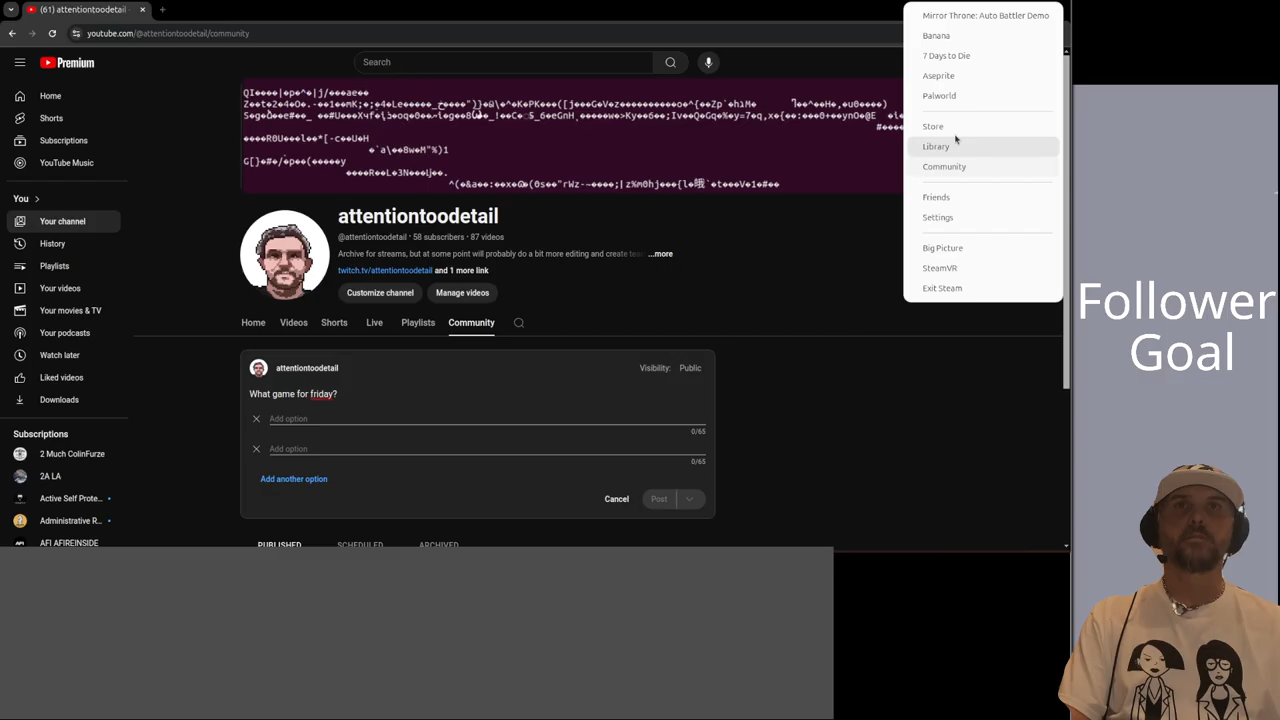 (61) attentiontoodetail -
youtube.com/@attentiontoodetail/community
Premium
Search
Home
Shorts
Subscriptions
YouTube Music
You
Your channel
History
Playlists
Your videos
Your movies & TV
Your podcasts
Watch later
Liked videos
Downloads
Subscriptions
2 Much ColinFurze
2A LA
Active Self Prote...
Administrative R...
AFI AFIREINSIDE
attentiontoodetail
@attentiontoodetail · 58 subscribers · 87 videos
Archive for streams, but at some point will probably do a bit more editing and create
...more
twitch.tv/attentiontoodetail and 1 more link
Customize channel
Manage videos
Home
Videos
Shorts
Live
Playlists
Community
attentiontoodetail
Visibility: Public
What game for friday?
Add option
0/65
Add option
0/65
Add another option
Cancel
Post
PUBLISHED
SCHEDULED
ARCHIVED
Mirror Throne: Auto Battler Demo
Banana
7 Days to Die
Aseprite
Palworld
Store
Library
Community
Friends
Settings
Big Picture
SteamVR
Exit Steam
Follower
Goal